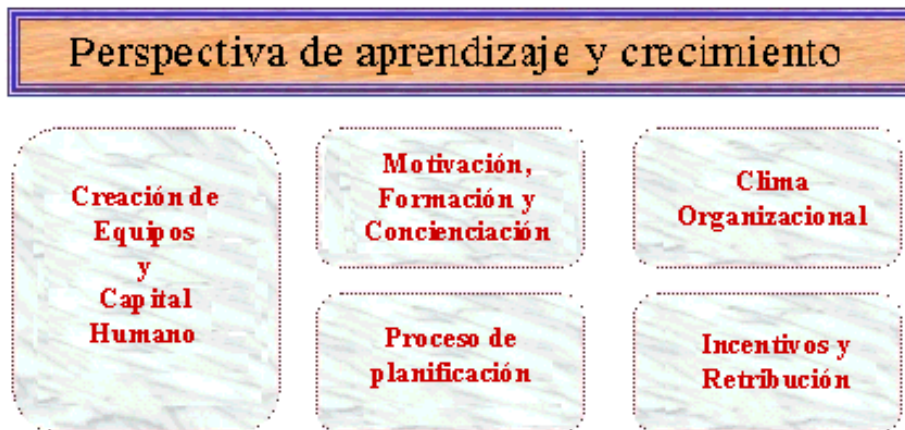 Perspectiva de aprendizaje y crecimiento
Creación de
Equipos
y
Capital
Humano
Motivación,
Formación y
Concienciación
Clima
Organizacional
Proceso de
planificación
Incentivos y
Retribución